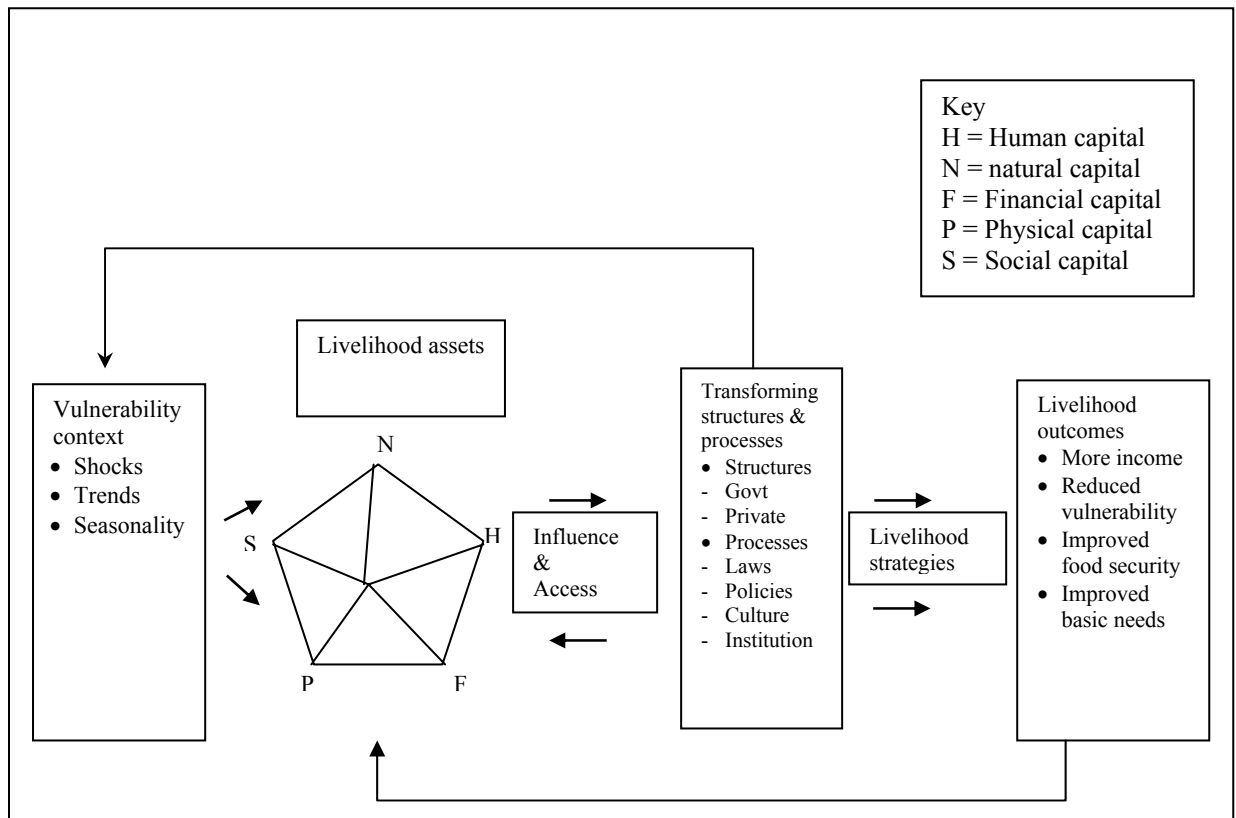 Key
H = Human capital
N = natural capital
F = Financial capital
P = Physical capital
S = Social capital
Livelihood assets
Vulnerability
context
• Shocks
• Trends
• Seasonality
N
S
H
P
F
Influence
&
Access
Transforming
structures &
processes
• Structures
- Govt
- Private
• Processes
- Laws
- Policies
- Culture
- Institution
Livelihood
strategies
Livelihood
outcomes
• More income
• Reduced
vulnerability
• Improved
food security
• Improved
basic needs